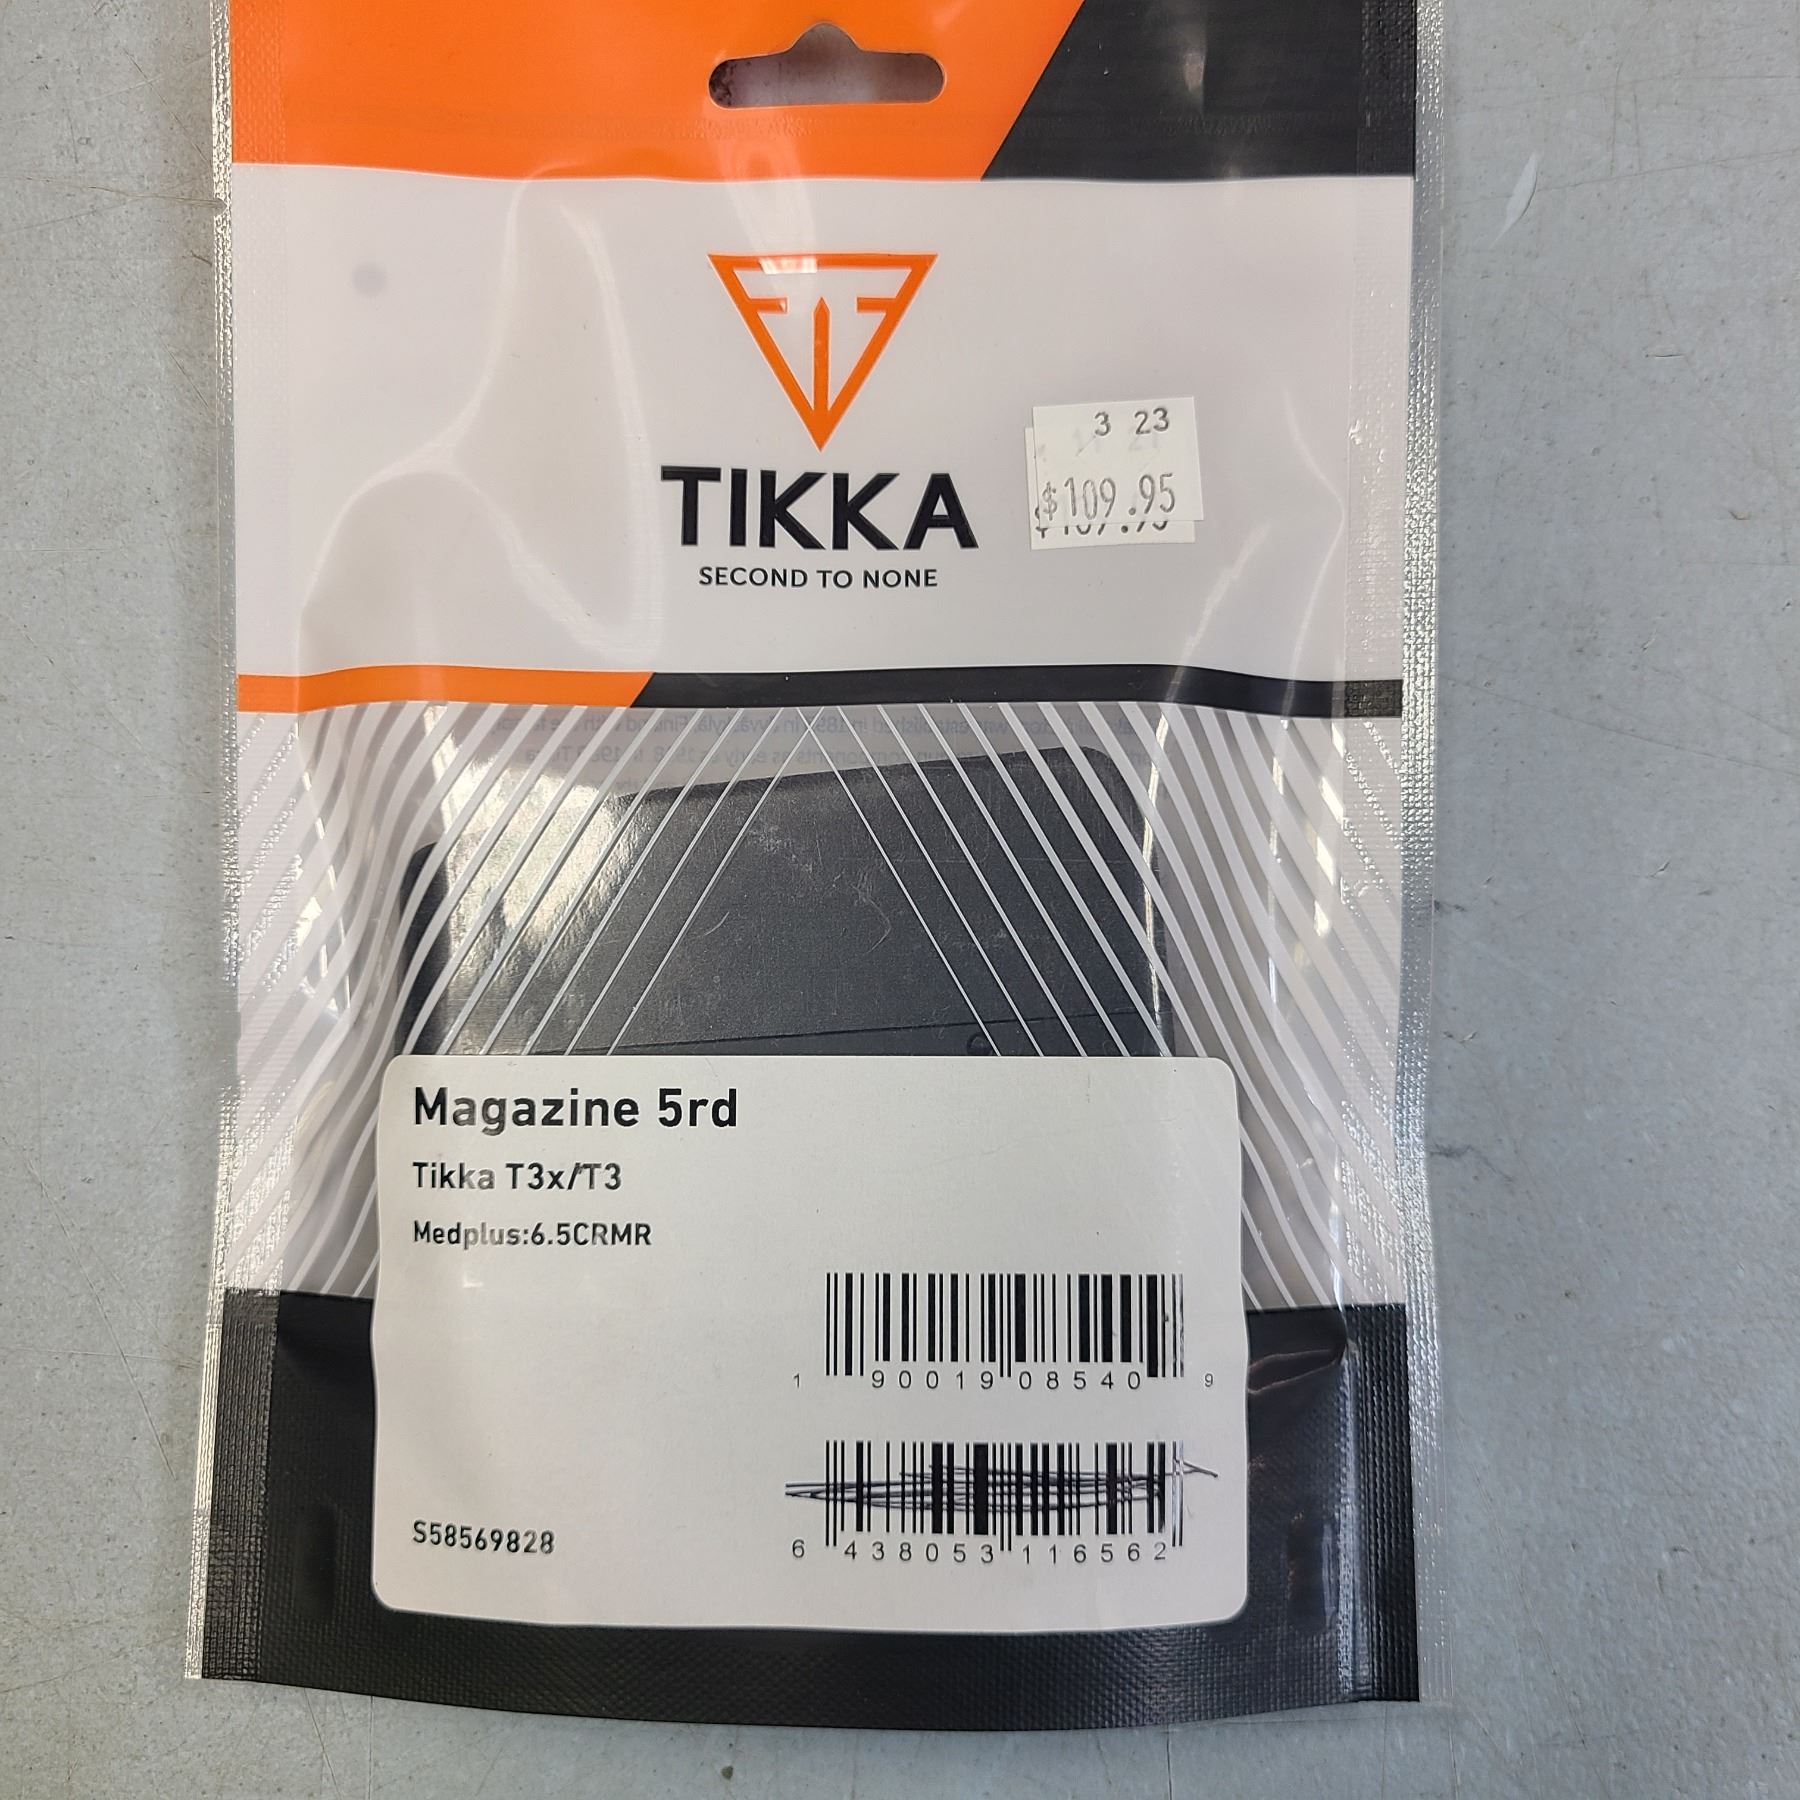 3 23
$109.95
TIKKA
SECOND TO NONE
Magazine 5rd
Tikka T3x/T3
Medplus:6.5CRMR
1 90019 08540 9
S58569828
6 438053 116562